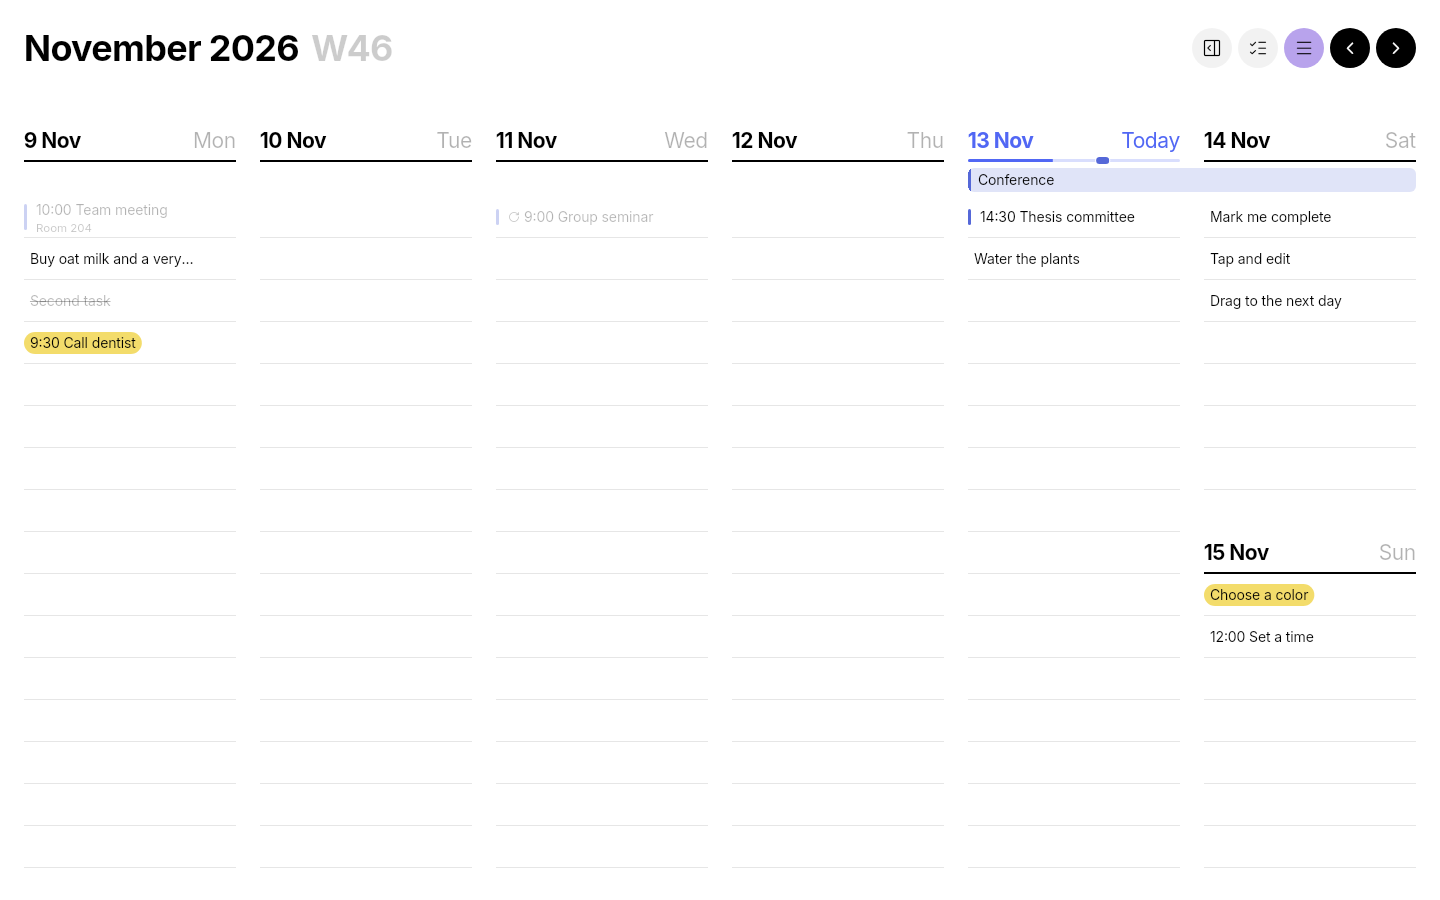 November 2026 W46
9 Nov Mon
10:00 Team meeting
Room 204
Buy oat milk and a very...
Second task
9:30 Call dentist
10 Nov Tue
11 Nov Wed
9:00 Group seminar
12 Nov Thu
13 Nov Today
Conference
14:30 Thesis committee
Water the plants
14 Nov Sat
Mark me complete
Tap and edit
Drag to the next day
15 Nov Sun
Choose a color
12:00 Set a time